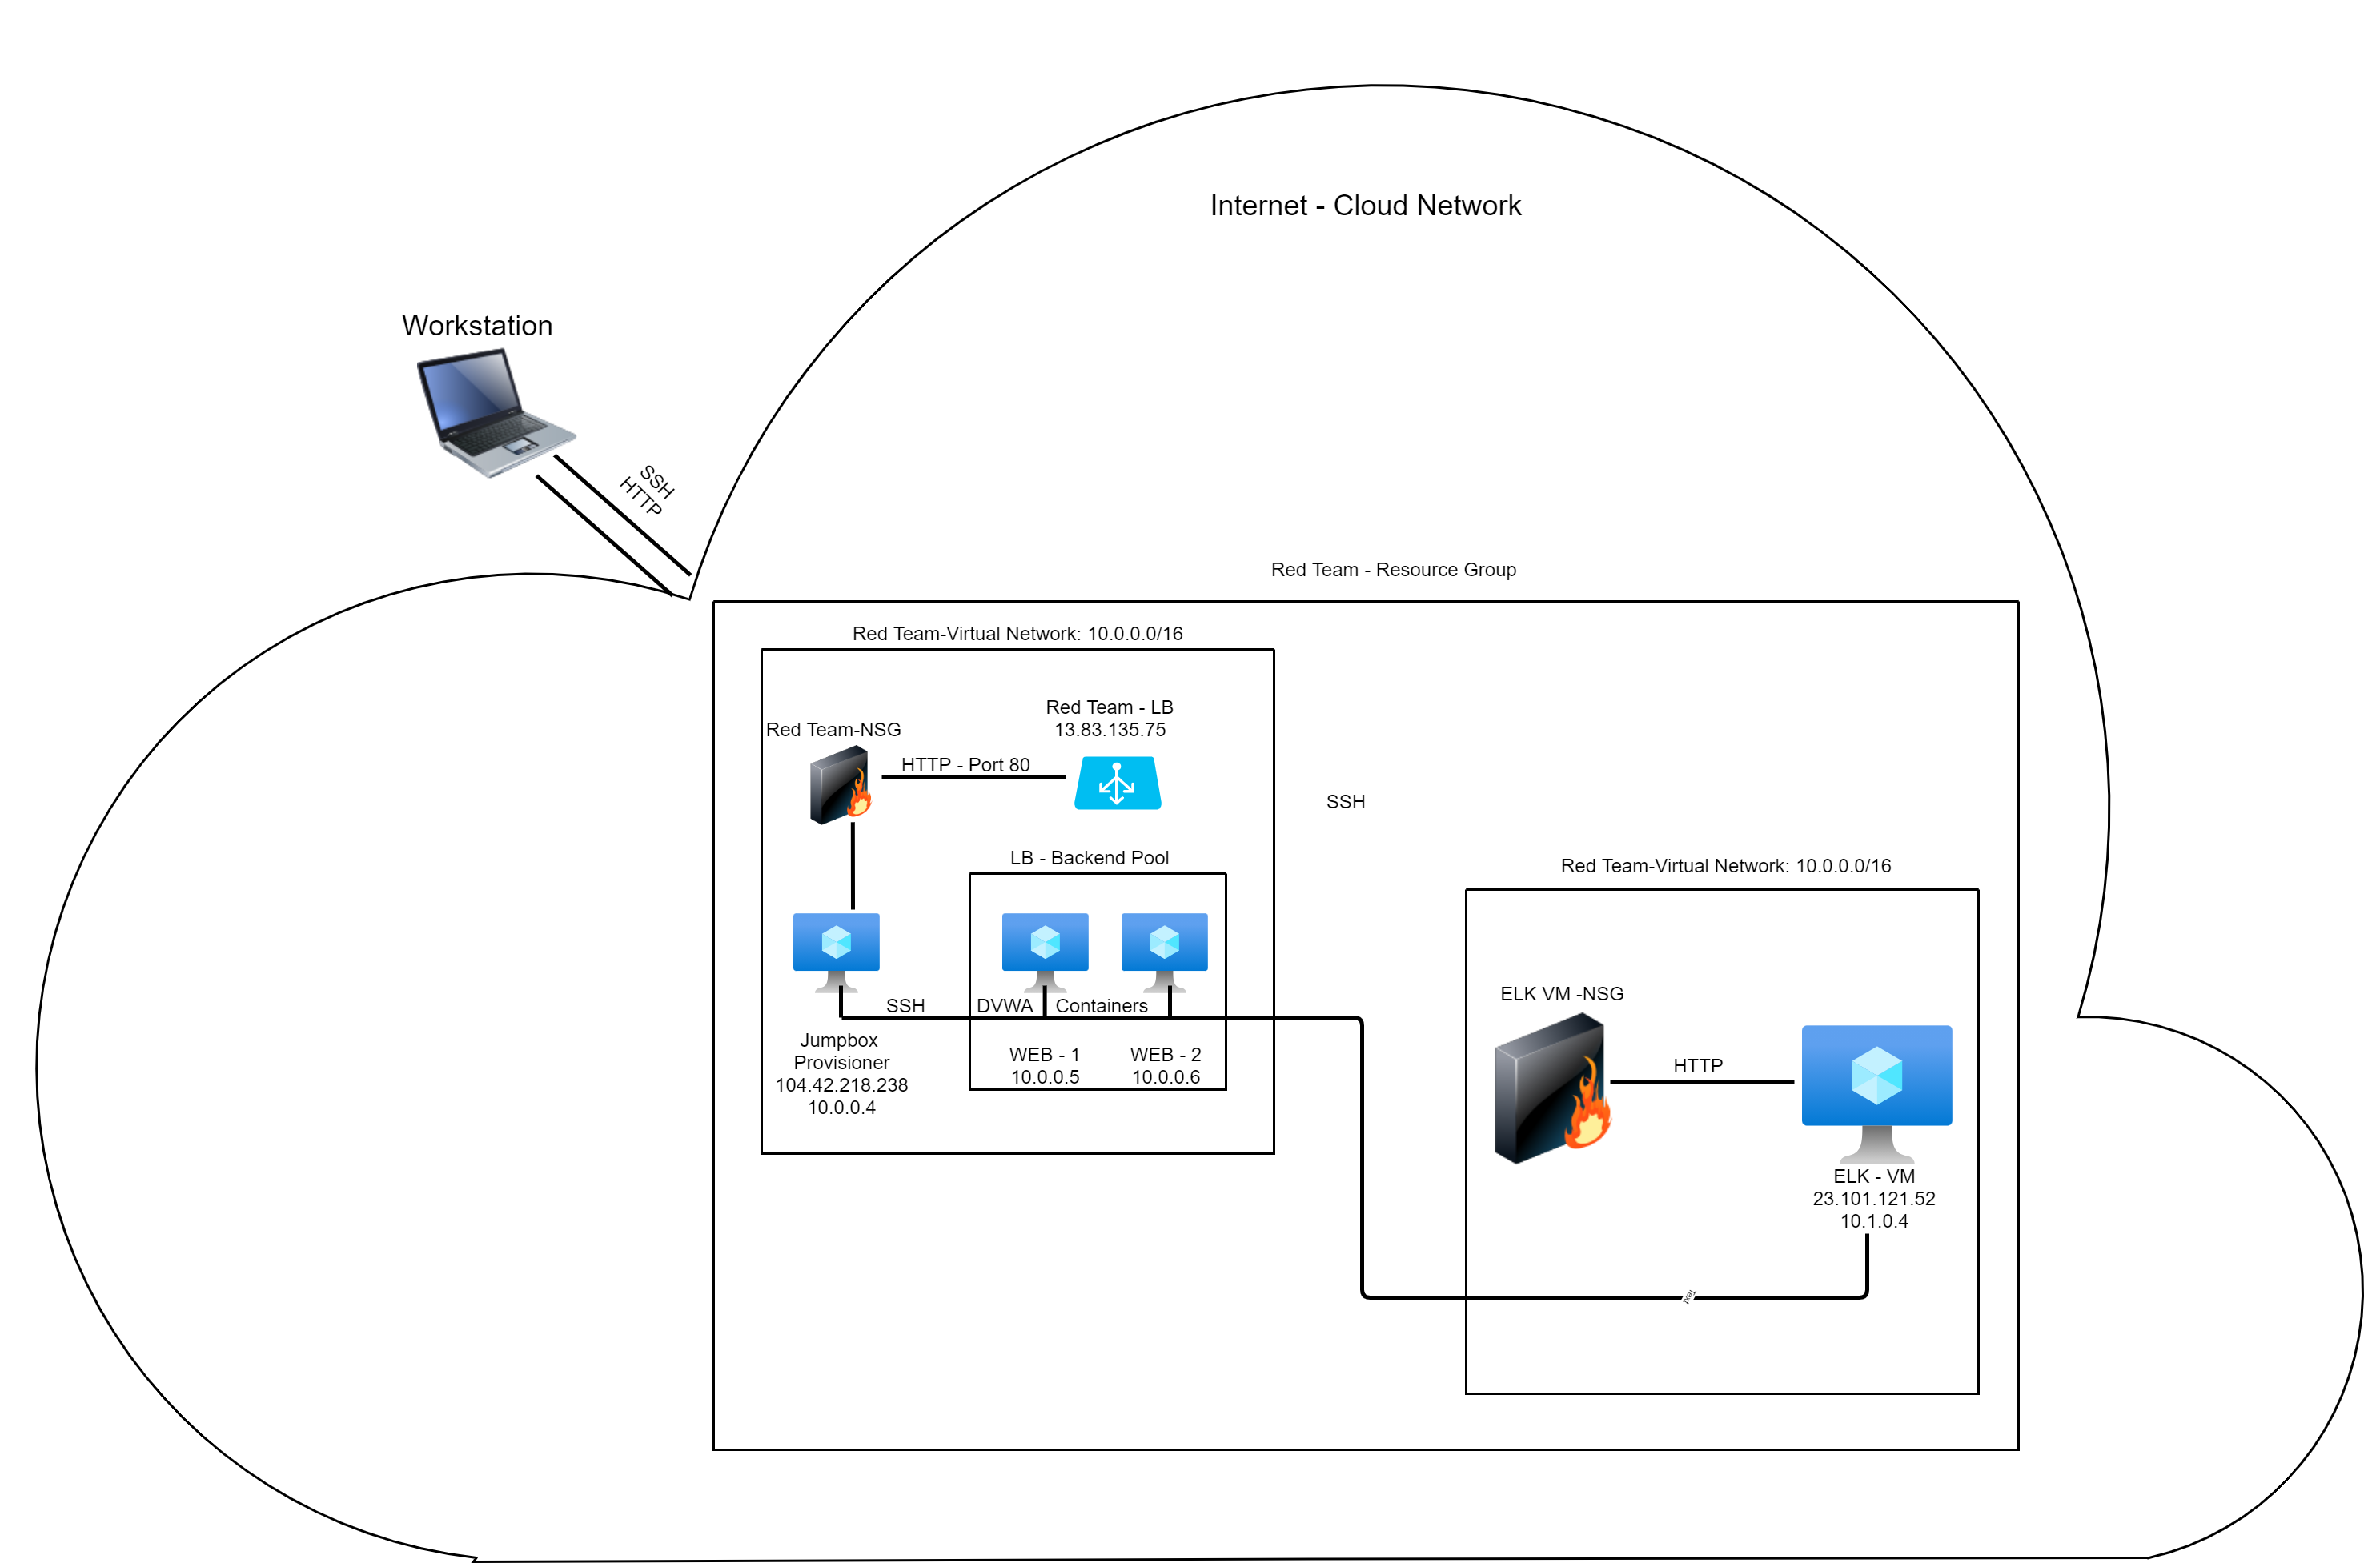 Internet - Cloud Network
Workstation
SSH
HTTP
Red Team - Resource Group
Red Team-Virtual Network: 10.0.0.0/16
Red Team-NSG
Red Team - LB
13.83.135.75
HTTP - Port 80
SSH
LB - Backend Pool
SSH
DVWA
Containers
Jumpbox
Provisioner
104.42.218.238
10.0.0.4
WEB - 1
10.0.0.5
WEB - 2
10.0.0.6
Red Team-Virtual Network: 10.0.0.0/16
ELK VM -NSG
HTTP
ELK - VM
23.101.121.52
10.1.0.4
Text